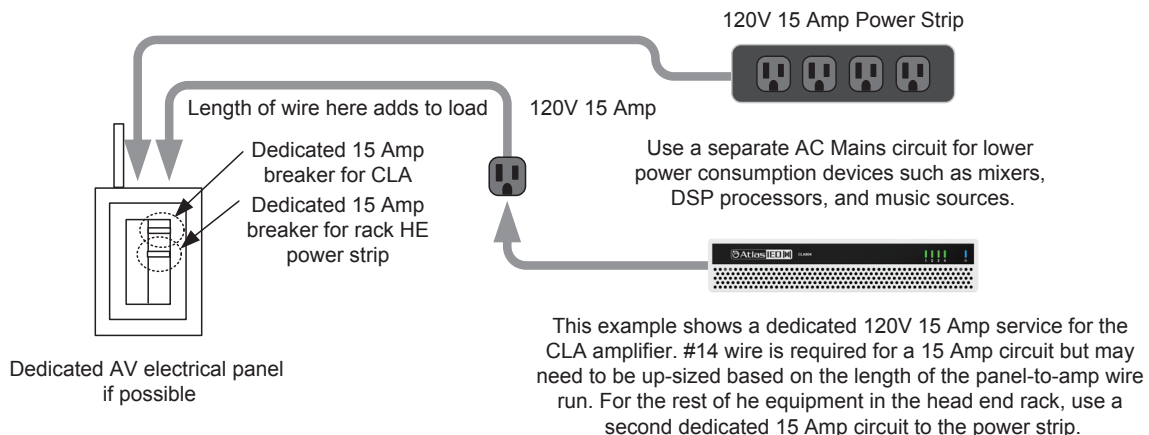 120V 15 Amp Power Strip
Length of wire here adds to load
120V 15 Amp
Dedicated 15 Amp
breaker for CLA
Dedicated 15 Amp
breaker for rack HE
power strip
Use a separate AC Mains circuit for lower
power consumption devices such as mixers,
DSP processors, and music sources.
AtlasIED
1 2 3 4
Dedicated AV electrical panel
if possible
This example shows a dedicated 120V 15 Amp service for the
CLA amplifier. #14 wire is required for a 15 Amp circuit but may
need to be up-sized based on the length of the panel-to-amp wire
run. For the rest of he equipment in the head end rack, use a
second dedicated 15 Amp circuit to the power strip.